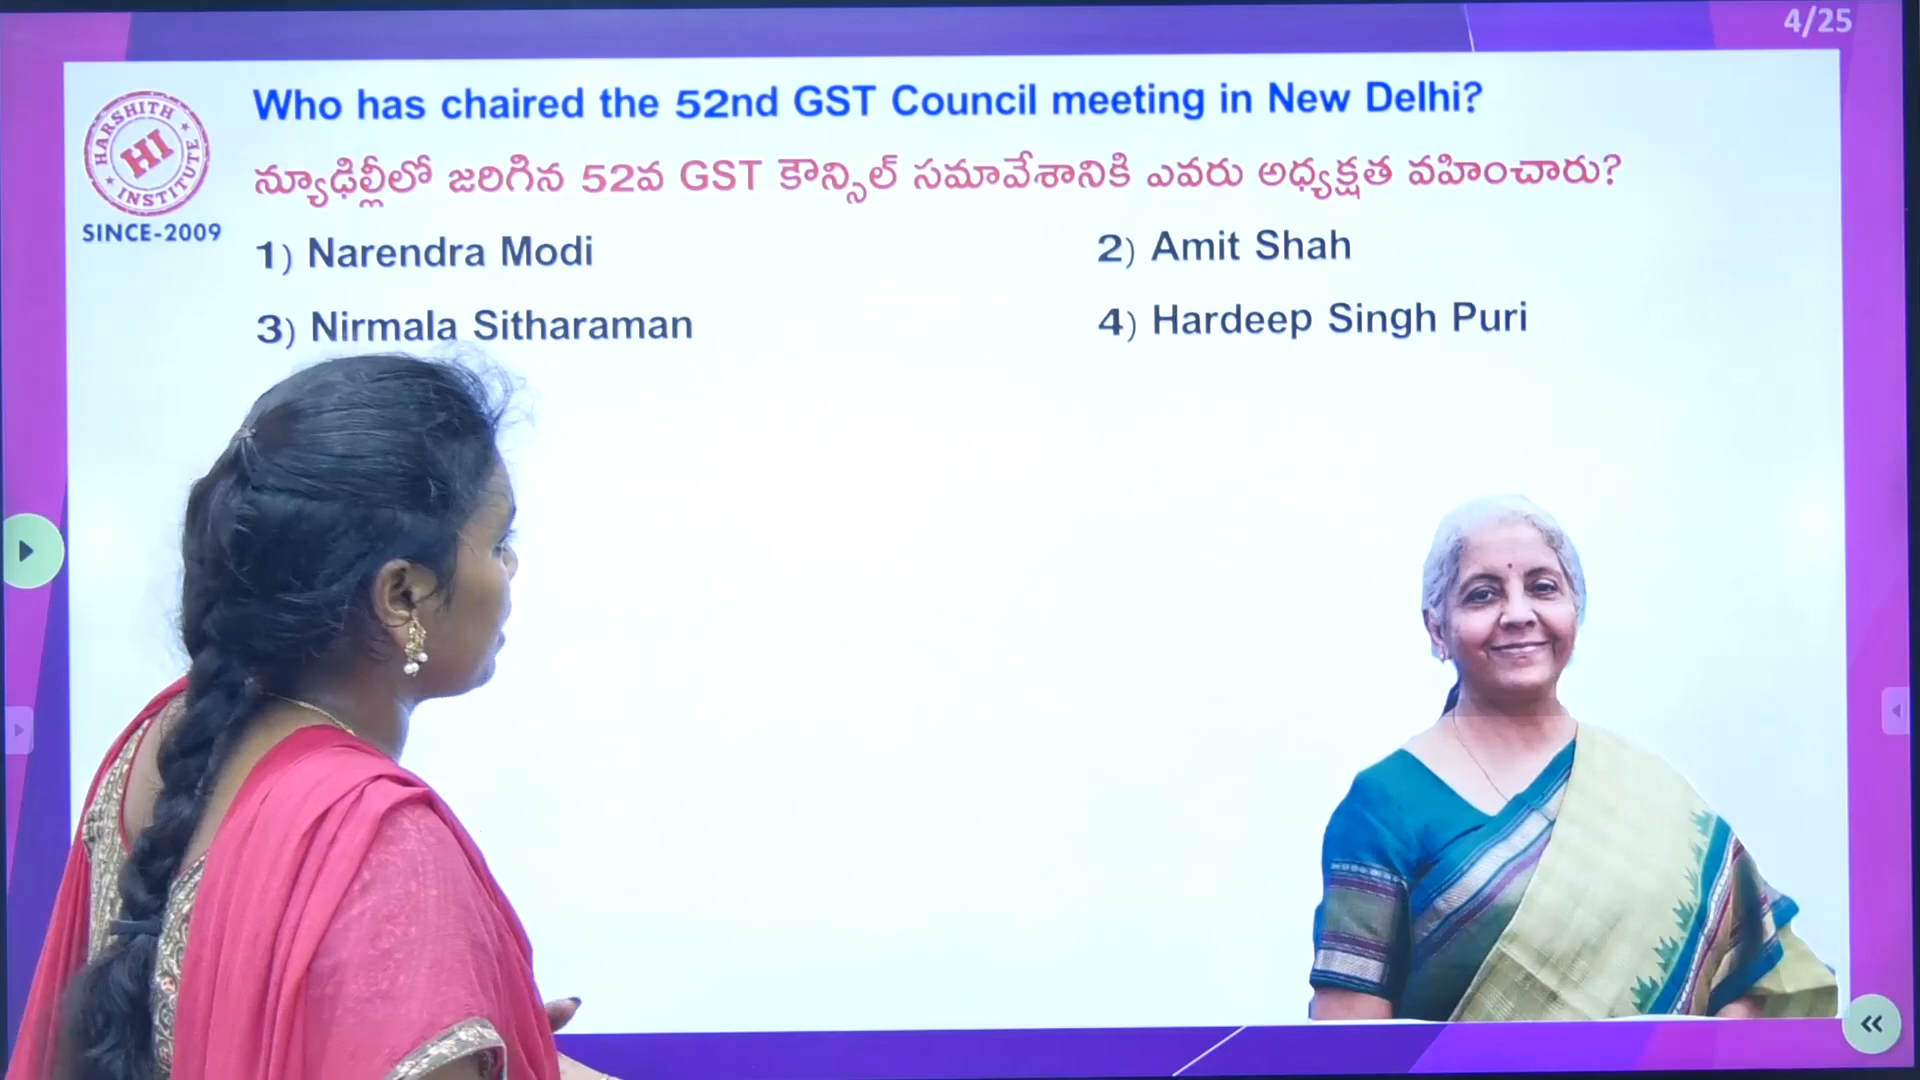 4/25
HARSHITH
HI
INSTITUTE
SINCE-2009
Who has chaired the 52nd GST Council meeting in New Delhi?
న్యూఢిల్లీలో జరిగిన 52వ GST కౌన్సిల్ సమావేశానికి ఎవరు అధ్యక్షత వహించారు?
1) Narendra Modi
2) Amit Shah
3) Nirmala Sitharaman
4) Hardeep Singh Puri